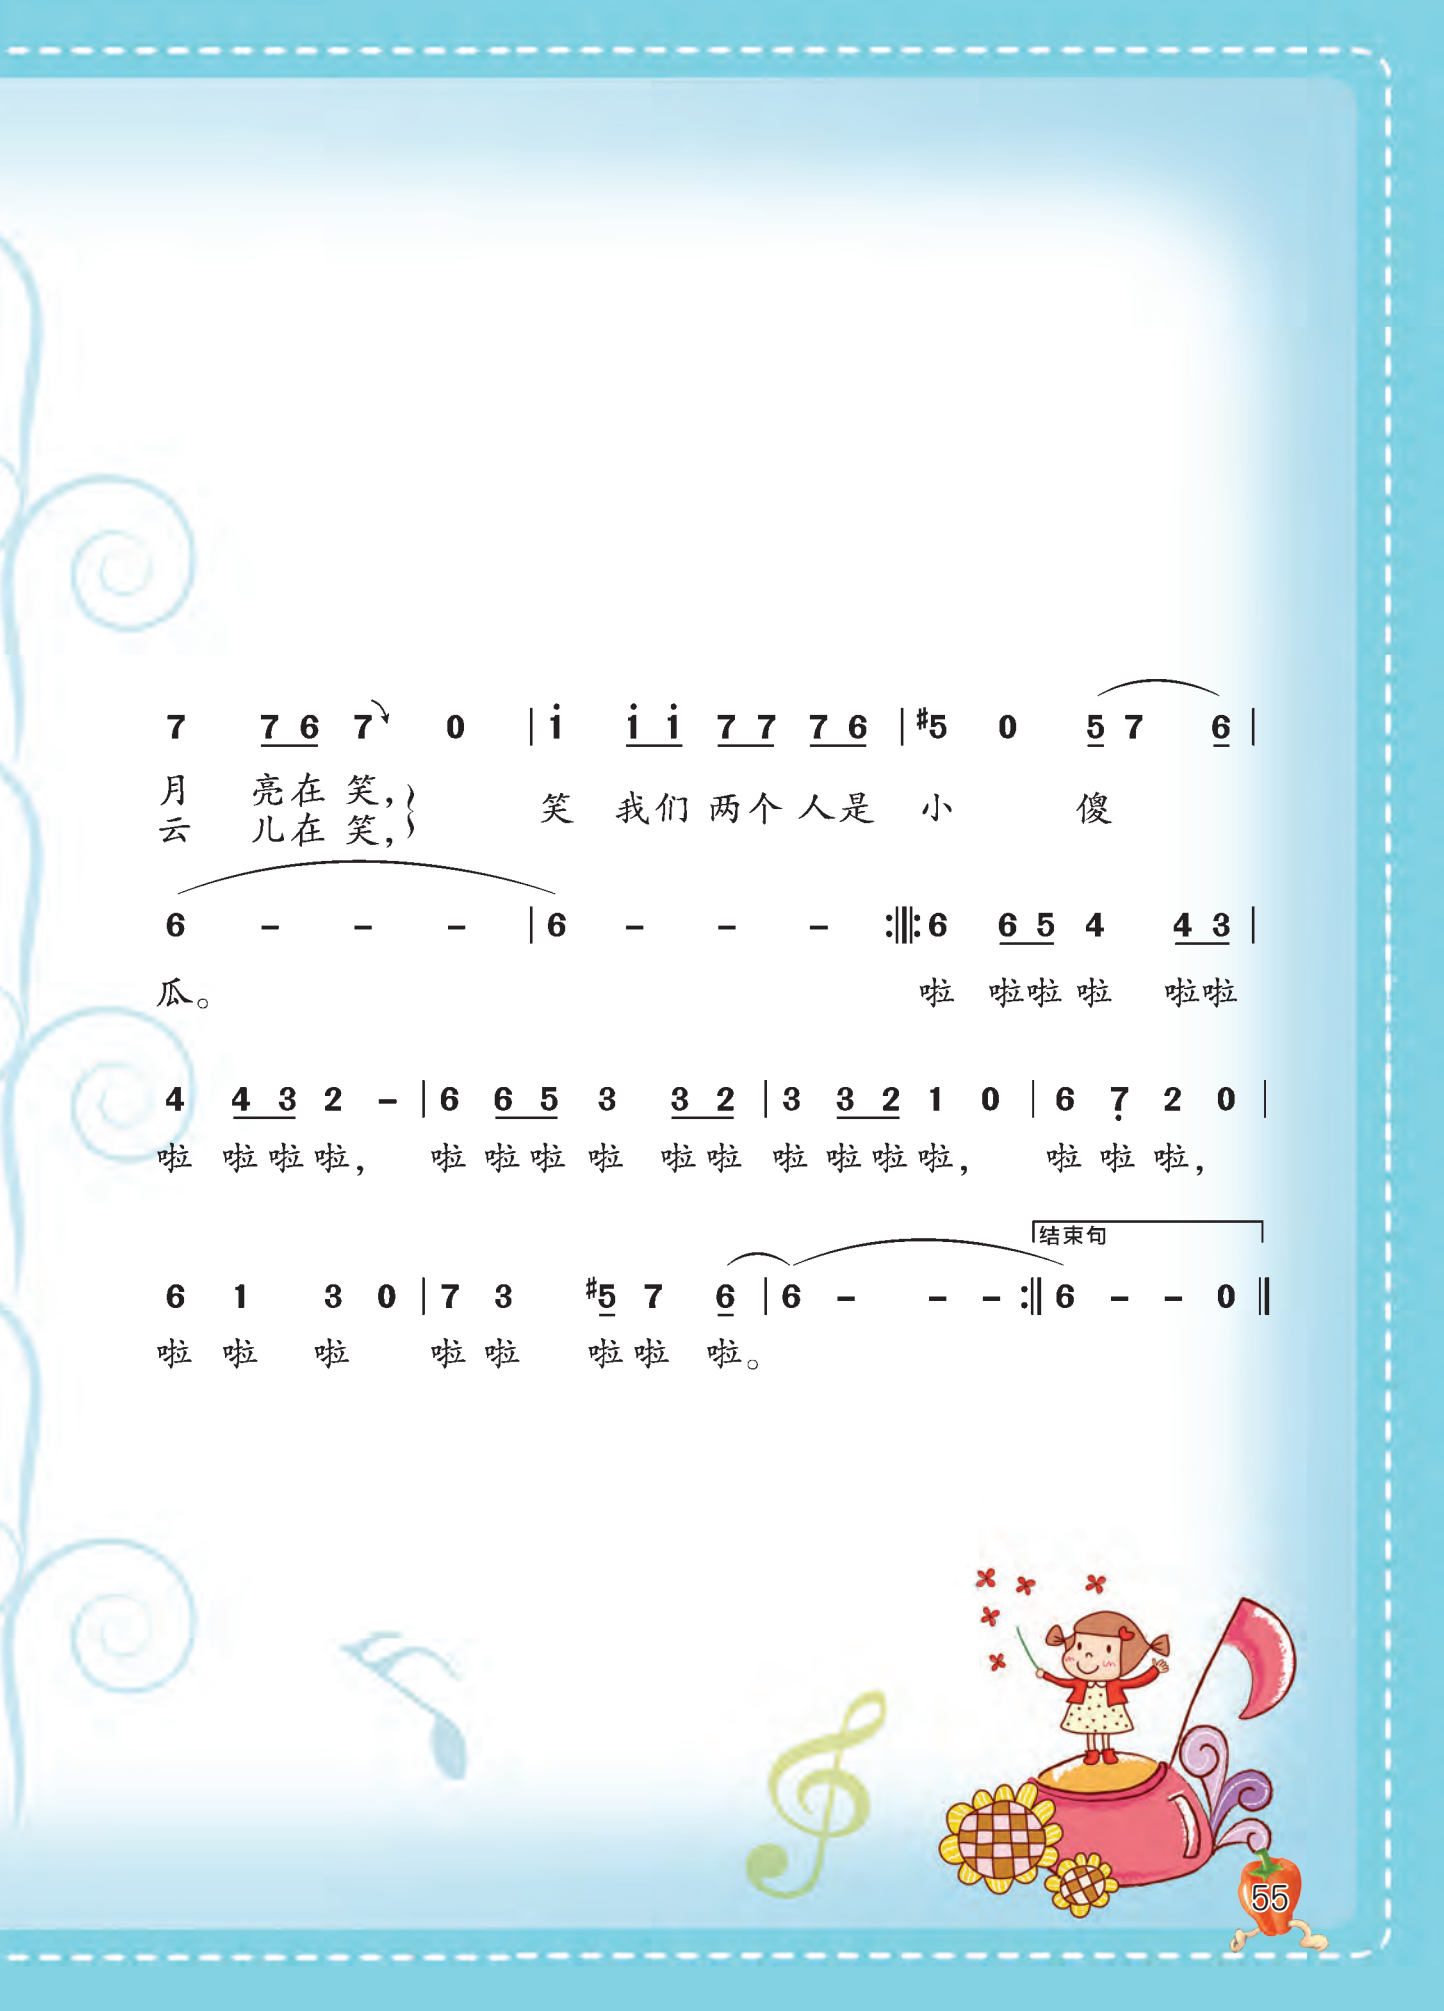 7 7 6 7 0 | i i i 7 7 7 6 | #5 0 5 7 6 |
月 亮在 笑， 笑 我们 两个 人是 小 傻
云 儿在 笑，
6 - - - | 6 - - - :||: 6 6 5 4 4 3 |
瓜。 啦 啦啦 啦 啦啦
4 4 3 2 - | 6 6 5 3 3 2 | 3 3 2 1 0 | 6 7 2 0 |
啦 啦啦啦， 啦 啦啦 啦 啦啦 啦 啦啦啦， 啦 啦 啦，
结束句
6 1 3 0 | 7 3 #5 7 6 | 6 - - - :|| 6 - - 0 ||
啦 啦 啦 啦 啦 啦 啦 啦。
55